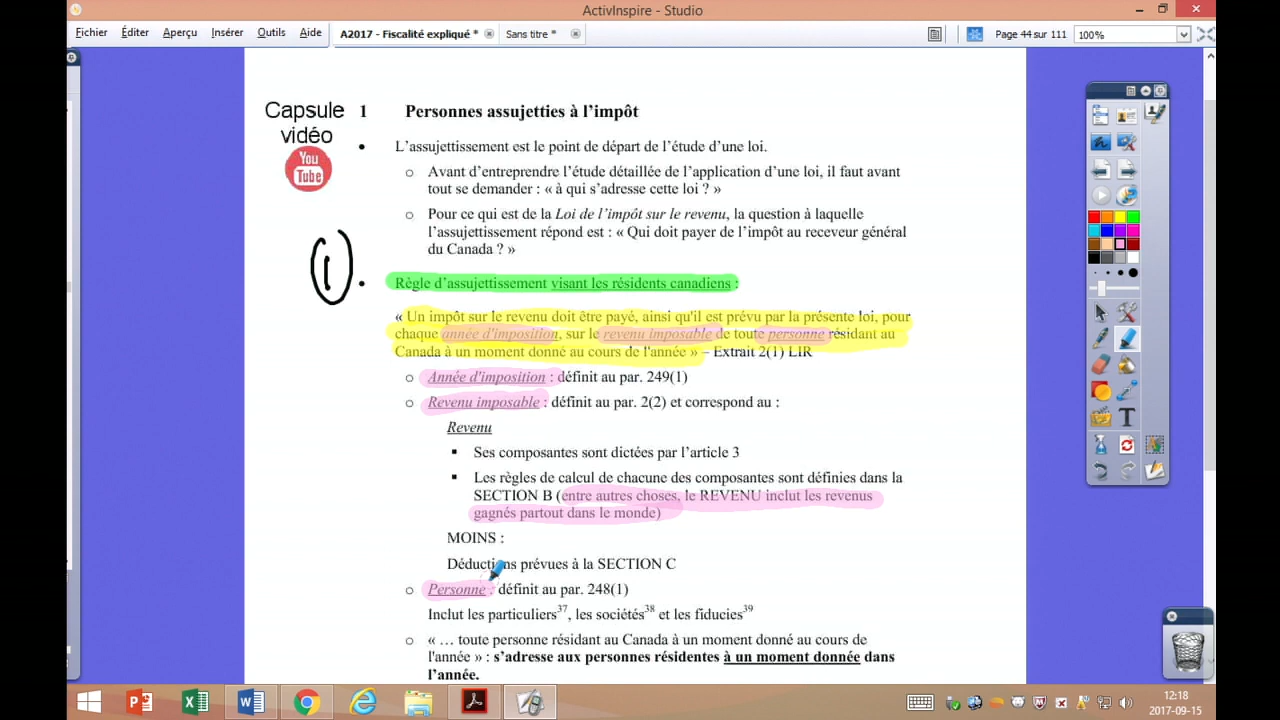 ActivInspire - Studio
Fichier Éditer Aperçu Insérer Outils Aide
A2017 - Fiscalité expliqué *
Sans titre *
Page 44 sur 111
100%
Capsule
vidéo
You
Tube
1 Personnes assujetties à l'impôt
• L'assujettissement est le point de départ de l'étude d'une loi.
o Avant d'entreprendre l'étude détaillée de l'application d'une loi, il faut avant
tout se demander : « à qui s'adresse cette loi ? »
o Pour ce qui est de la Loi de l'impôt sur le revenu, la question à laquelle
l'assujettissement répond est : « Qui doit payer de l'impôt au receveur général
du Canada ? »
1
• Règle d'assujettissement visant les résidents canadiens :
« Un impôt sur le revenu doit être payé, ainsi qu'il est prévu par la présente loi, pour
chaque année d'imposition, sur le revenu imposable de toute personne résidant au
Canada à un moment donné au cours de l'année » – Extrait 2(1) LIR
o Année d'imposition : définit au par. 249(1)
o Revenu imposable : définit au par. 2(2) et correspond au :
Revenu
▪ Ses composantes sont dictées par l'article 3
▪ Les règles de calcul de chacune des composantes sont définies dans la
SECTION B (entre autres choses, le REVENU inclut les revenus
gagnés partout dans le monde)
MOINS :
Déductions prévues à la SECTION C
o Personne : définit au par. 248(1)
Inclut les particuliers37, les sociétés38 et les fiducies39
o « … toute personne résidant au Canada à un moment donné au cours de
l'année » : s'adresse aux personnes résidentes à un moment donnée dans
l'année.
12:18
2017-09-15